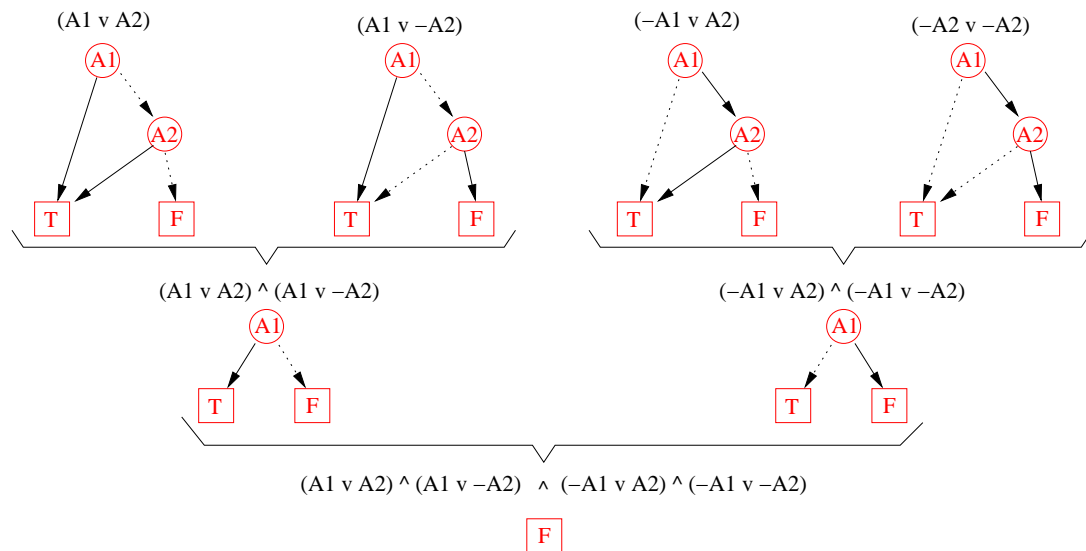 (A1 v A2) (A1 v −A2) (−A1 v A2) (−A2 v −A2)
A1 A1 A1 A1
A2 A2 A2 A2
T F T F T F T F
(A1 v A2) ^ (A1 v −A2) (−A1 v A2) ^ (−A1 v −A2)
A1 A1
T F T F
(A1 v A2) ^ (A1 v −A2) ^ (−A1 v A2) ^ (−A1 v −A2)
F